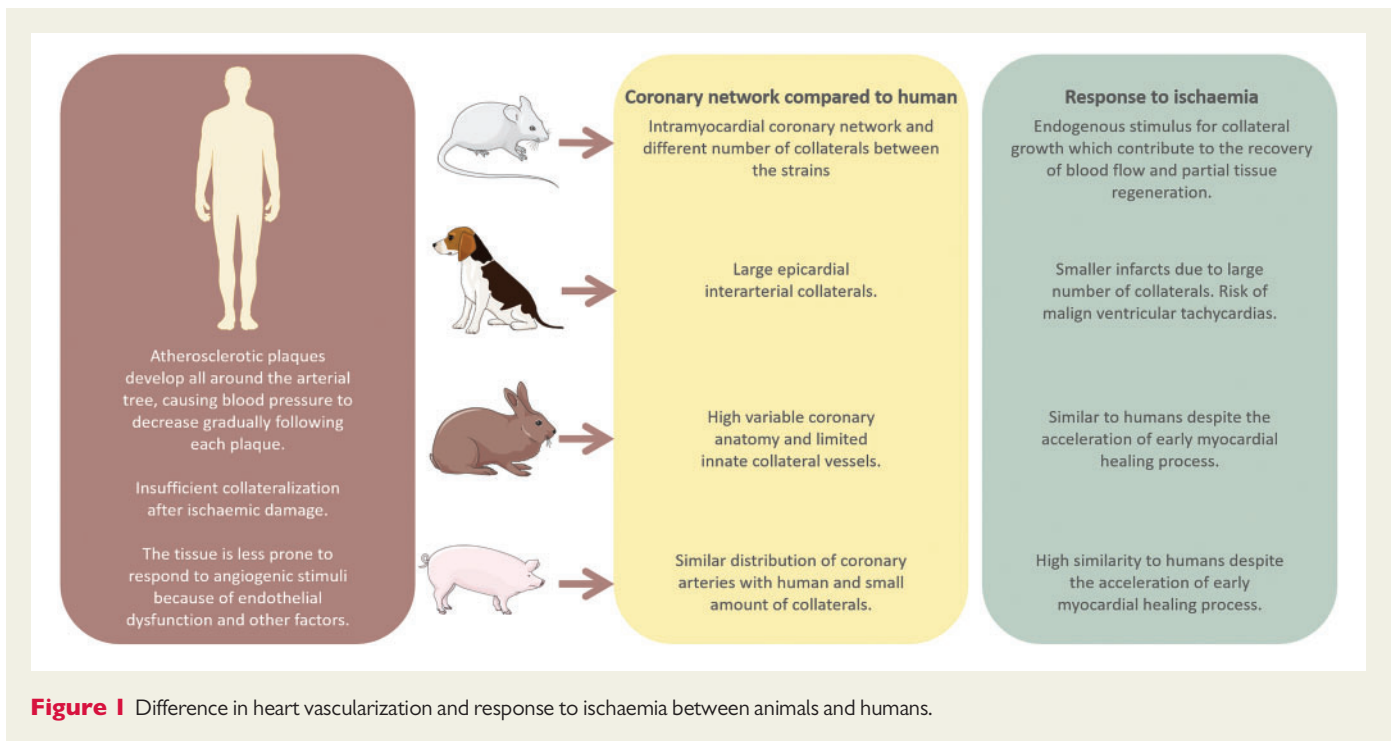 Atherosclerotic plaques
develop all around the arterial
tree, causing blood pressure to
decrease gradually following
each plaque.
Insufficient collateralization
after ischaemic damage.
The tissue is less prone to
respond to angiogenic stimuli
because of endothelial
dysfunction and other factors.
Coronary network compared to human
Intramyocardial coronary network and
different number of collaterals between
the strains
Large epicardial
interarterial collaterals.
High variable coronary
anatomy and limited
innate collateral vessels.
Similar distribution of coronary
arteries with human and small
amount of collaterals.
Response to ischaemia
Endogenous stimulus for collateral
growth which contribute to the recovery
of blood flow and partial tissue
regeneration.
Smaller infarcts due to large
number of collaterals. Risk of
malign ventricular tachycardias.
Similar to humans despite the
acceleration of early myocardial
healing process.
High similarity to humans despite
the acceleration of early
myocardial healing process.
Figure 1 Difference in heart vascularization and response to ischaemia between animals and humans.